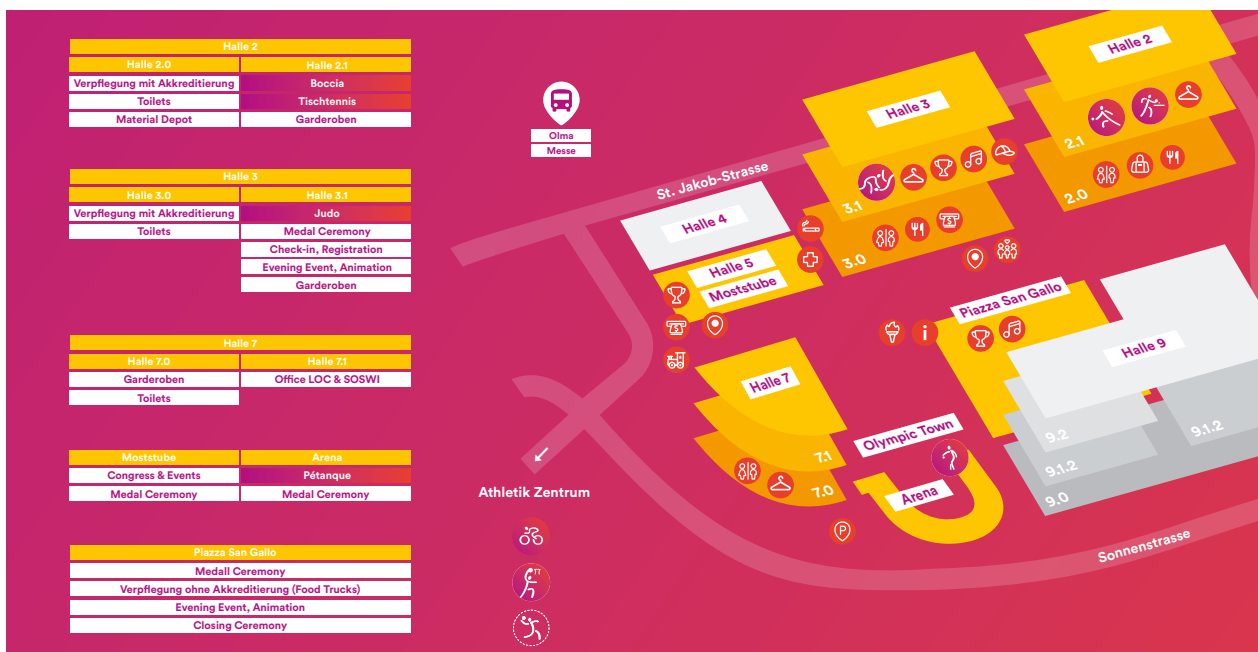 Halle 2
Halle 2.0 Halle 2.1
Verpflegung mit Akkreditierung Boccia
Toilets Tischtennis
Material Depot Garderoben
Halle 3
Halle 3.0 Halle 3.1
Verpflegung mit Akkreditierung Judo
Toilets Medal Ceremony
Check-in, Registration
Evening Event, Animation
Garderoben
Halle 7
Halle 7.0 Halle 7.1
Garderoben Office LOC & SOSWI
Toilets
Moststube Arena
Congress & Events Pétanque
Medal Ceremony Medal Ceremony
Piazza San Gallo
Medall Ceremony
Verpflegung ohne Akkreditierung (Food Trucks)
Evening Event, Animation
Closing Ceremony
Olma
Messe
St. Jakob-Strasse
Halle 2
2.1
2.0
Halle 3
3.1
3.0
Halle 4
Halle 5
Moststube
Piazza San Gallo
i
Halle 9
9.2
9.1.2
9.1.2
9.0
Halle 7
7.1
7.0
Olympic Town
Arena
P
Athletik Zentrum
Sonnenstrasse